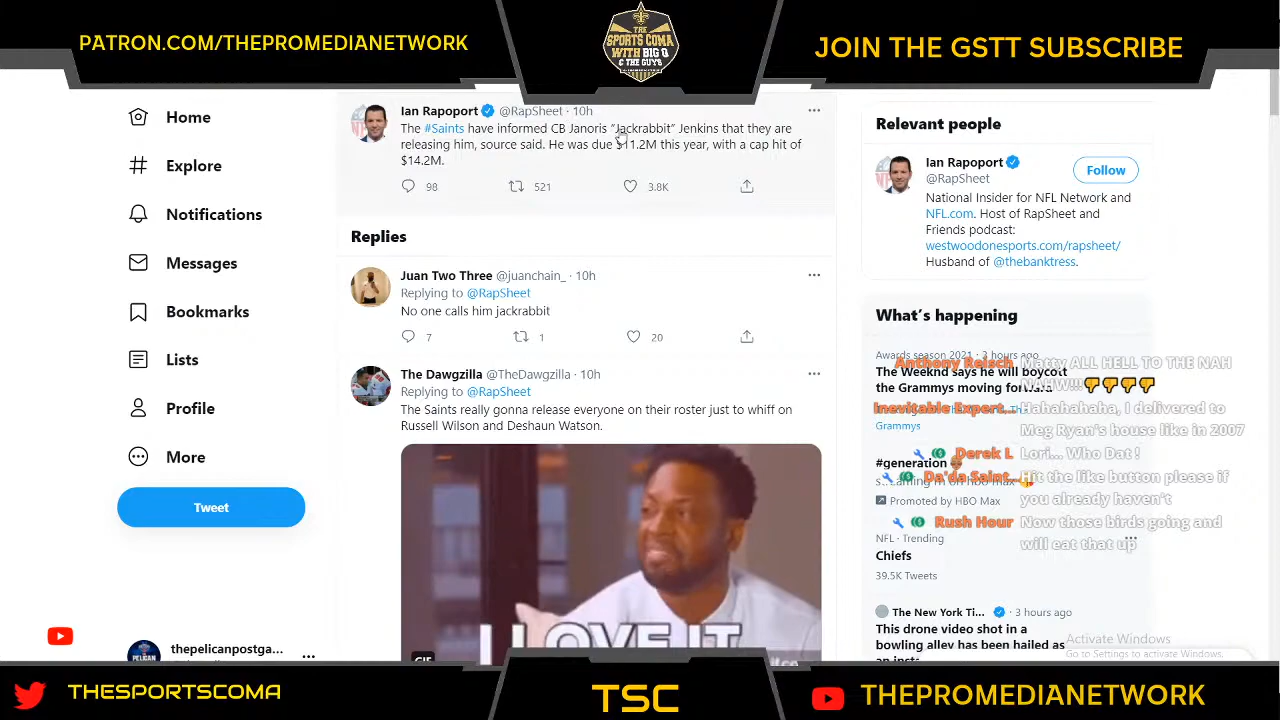 PATRON.COM/THEPROMEDIANETWORK
THE
SPORTS COMA
WITH BIG Q
& THE GUYS
JOIN THE GSTT SUBSCRIBE
Home
Explore
Notifications
Messages
Bookmarks
Lists
Profile
More
Tweet
thepelicanpostga...
Ian Rapoport @RapSheet · 10h
The #Saints have informed CB Janoris “Jackrabbit” Jenkins that they are
releasing him, source said. He was due $11.2M this year, with a cap hit of
$14.2M.
98 521 3.8K
Replies
Juan Two Three @juanchain_ · 10h
Replying to @RapSheet
No one calls him jackrabbit
7 1 20
The Dawgzilla @TheDawgzilla · 10h
Replying to @RapSheet
The Saints really gonna release everyone on their roster just to whiff on
Russell Wilson and Deshaun Watson.
I LOVE IT
GIF
Relevant people
Ian Rapoport
@RapSheet
Follow
National Insider for NFL Network and
NFL.com. Host of RapSheet and
Friends podcast:
westwoodonesports.com/rapsheet/
Husband of @thebanktress.
What’s happening
Awards season 2021 · 2 hours ago
The Weeknd says he will boycott
the Grammys moving forward
Grammys
#generation
Promoted by HBO Max
NFL · Trending
Chiefs
39.5K Tweets
The New York Ti... · 3 hours ago
This drone video shot in a
bowling alley has been hailed as
Anthony Reisch Matty ALL HELL TO THE NAH
NAHW!!!👎👎👎👎
Inevitable Expert... Hahahahaha, I delivered to
Meg Ryan's house like in 2007
Derek L Lori... Who Dat !
Da'da Saint... Hit the like button please if
you already haven't
Rush Hour Now those birds going and
will eat that up
Activate Windows
Go to Settings to activate Windows.
THESPORTSCOMA
TSC
THEPROMEDIANETWORK